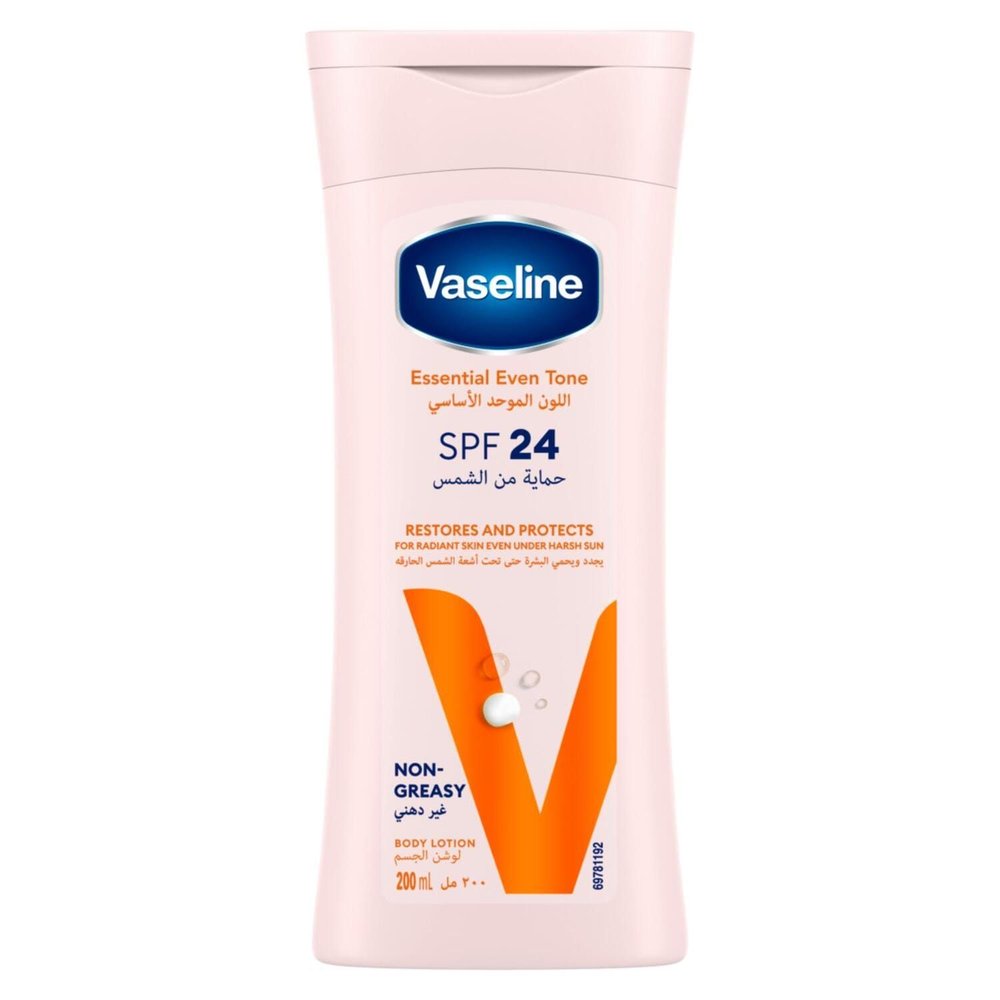 Vaseline
Essential Even Tone
اللون الموحد الأساسي
SPF 24
حماية من الشمس
RESTORES AND PROTECTS
FOR RADIANT SKIN EVEN UNDER HARSH SUN
يجدد ويحمي البشرة حتى تحت أشعة الشمس الحارقه
NON-
GREASY
غير دهني
BODY LOTION
لوشن الجسم
200 mL ٢٠٠ مل
69781192